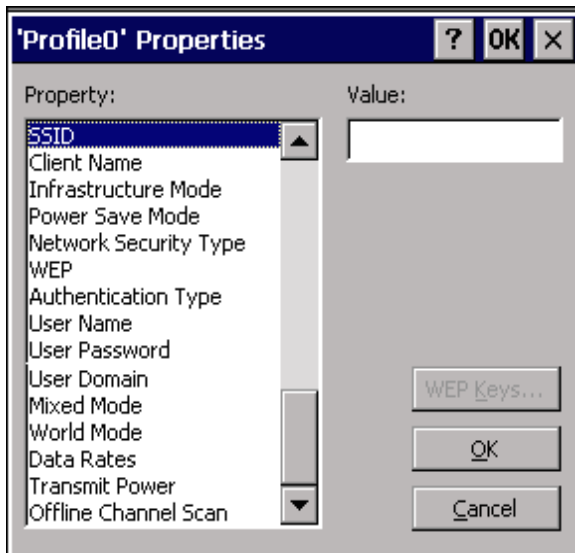 'Profile0' Properties ? OK ×
Property: Value:
SSID
Client Name
Infrastructure Mode
Power Save Mode
Network Security Type
WEP
Authentication Type
User Name
User Password
User Domain
Mixed Mode
World Mode
Data Rates
Transmit Power
Offline Channel Scan
WEP Keys...
OK
Cancel